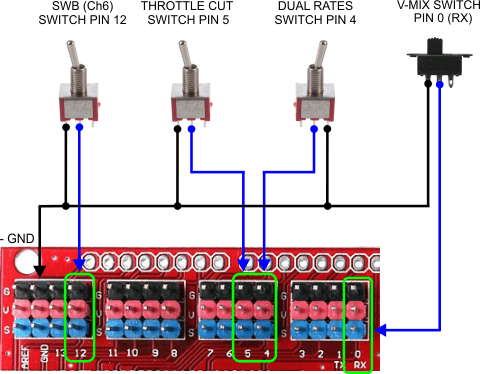 SWB (Ch6)
SWITCH PIN 12
THROTTLE CUT
SWITCH PIN 5
DUAL RATES
SWITCH PIN 4
V-MIX SWITCH
PIN 0 (RX)
- GND
G
V
S
AREF GND 13 12
G
V
S
11 10 9 8
G
V
S
7 6 5 4
G
V
S
3 2 1 0
TX RX